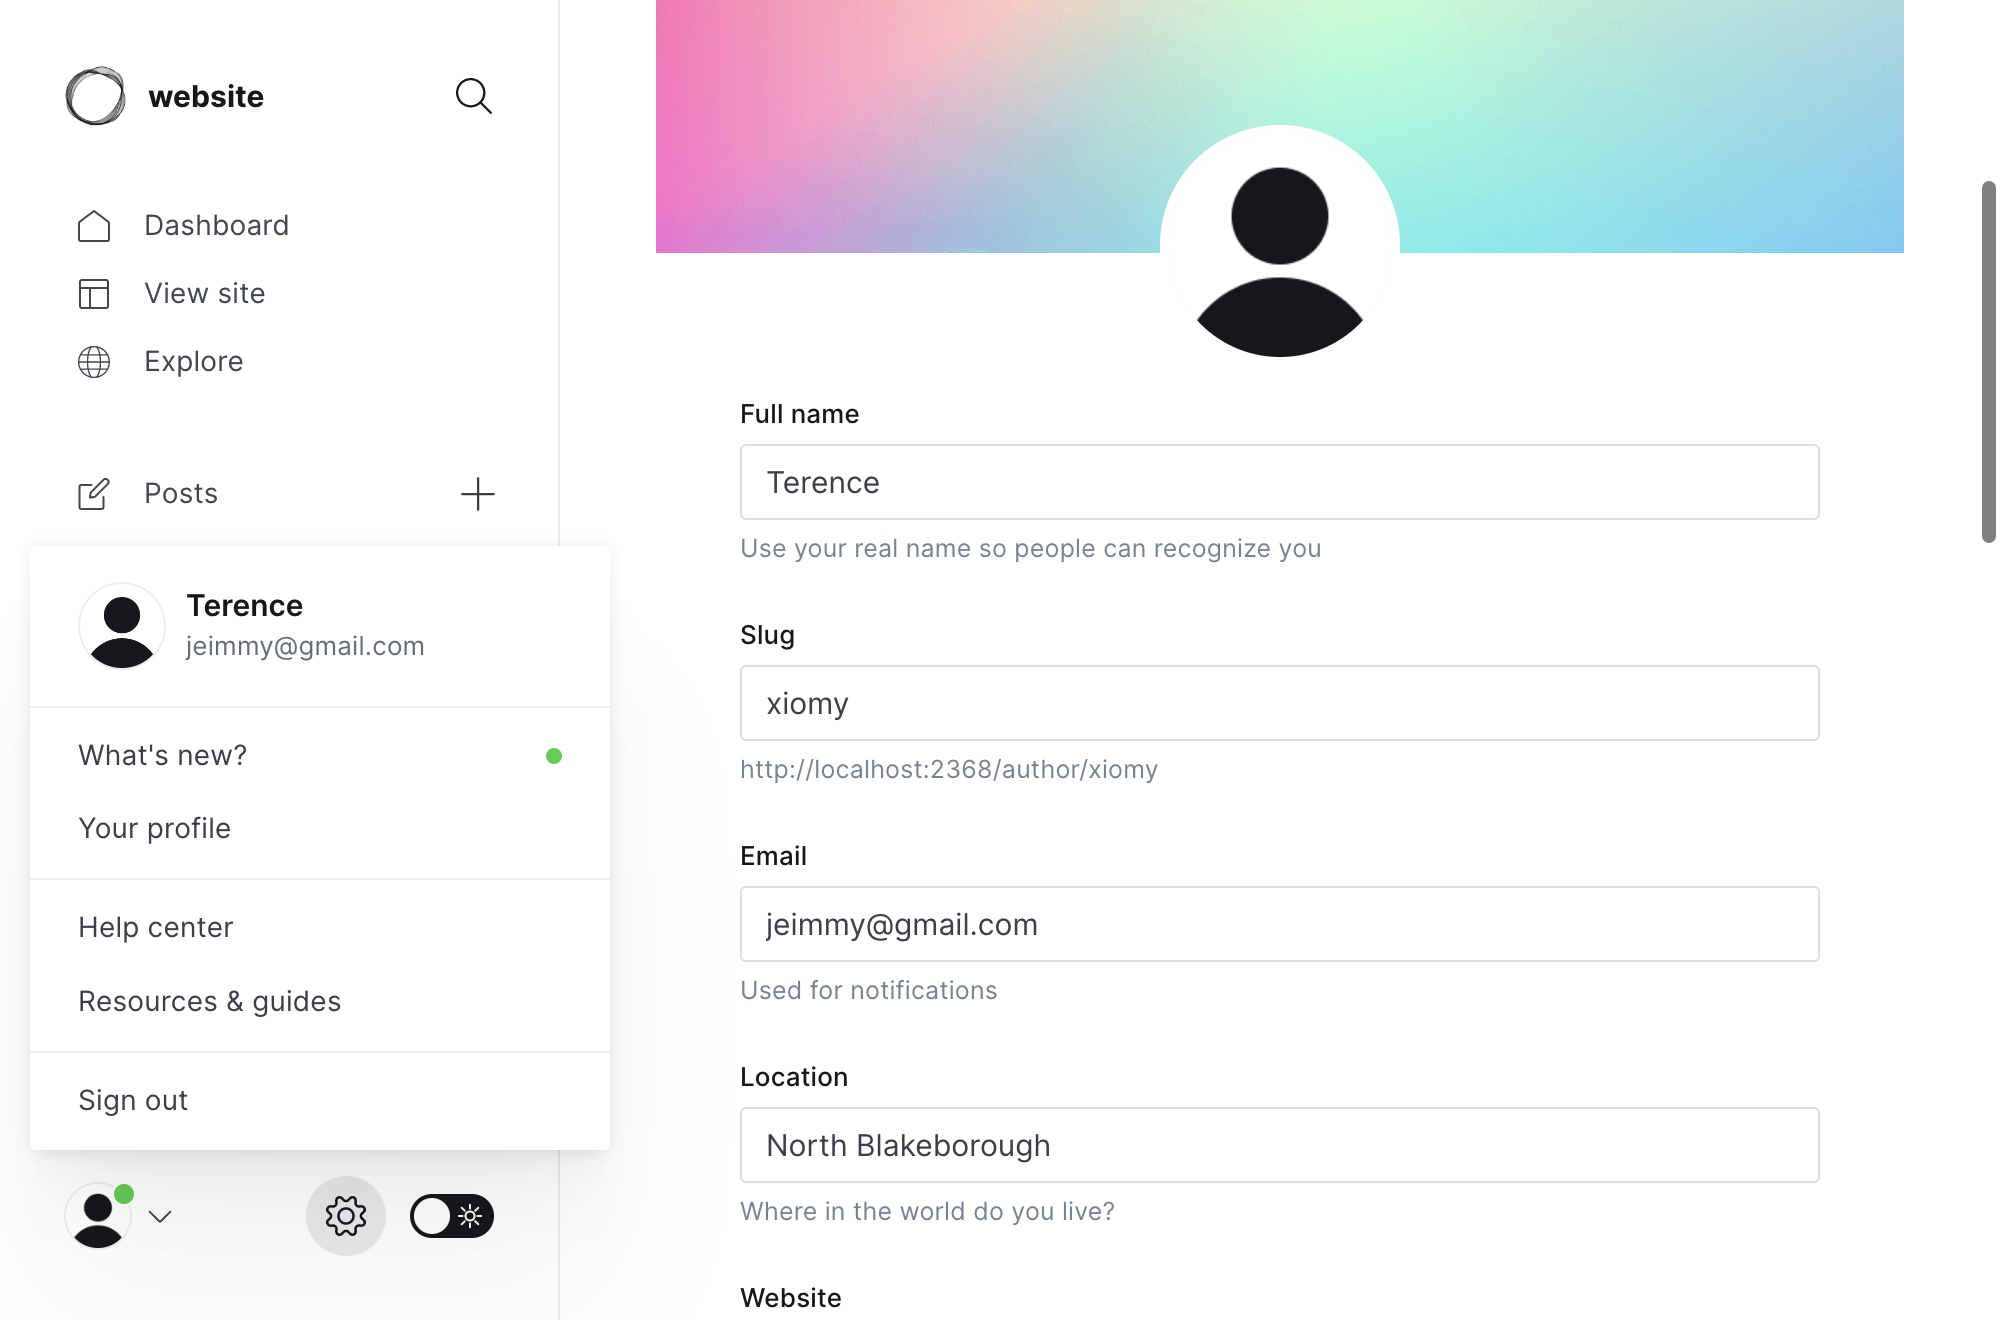 website
Dashboard
View site
Explore
Posts
Terence
jeimmy@gmail.com
What's new?
Your profile
Help center
Resources & guides
Sign out
Full name
Terence
Use your real name so people can recognize you
Slug
xiomy
http://localhost:2368/author/xiomy
Email
jeimmy@gmail.com
Used for notifications
Location
North Blakeborough
Where in the world do you live?
Website